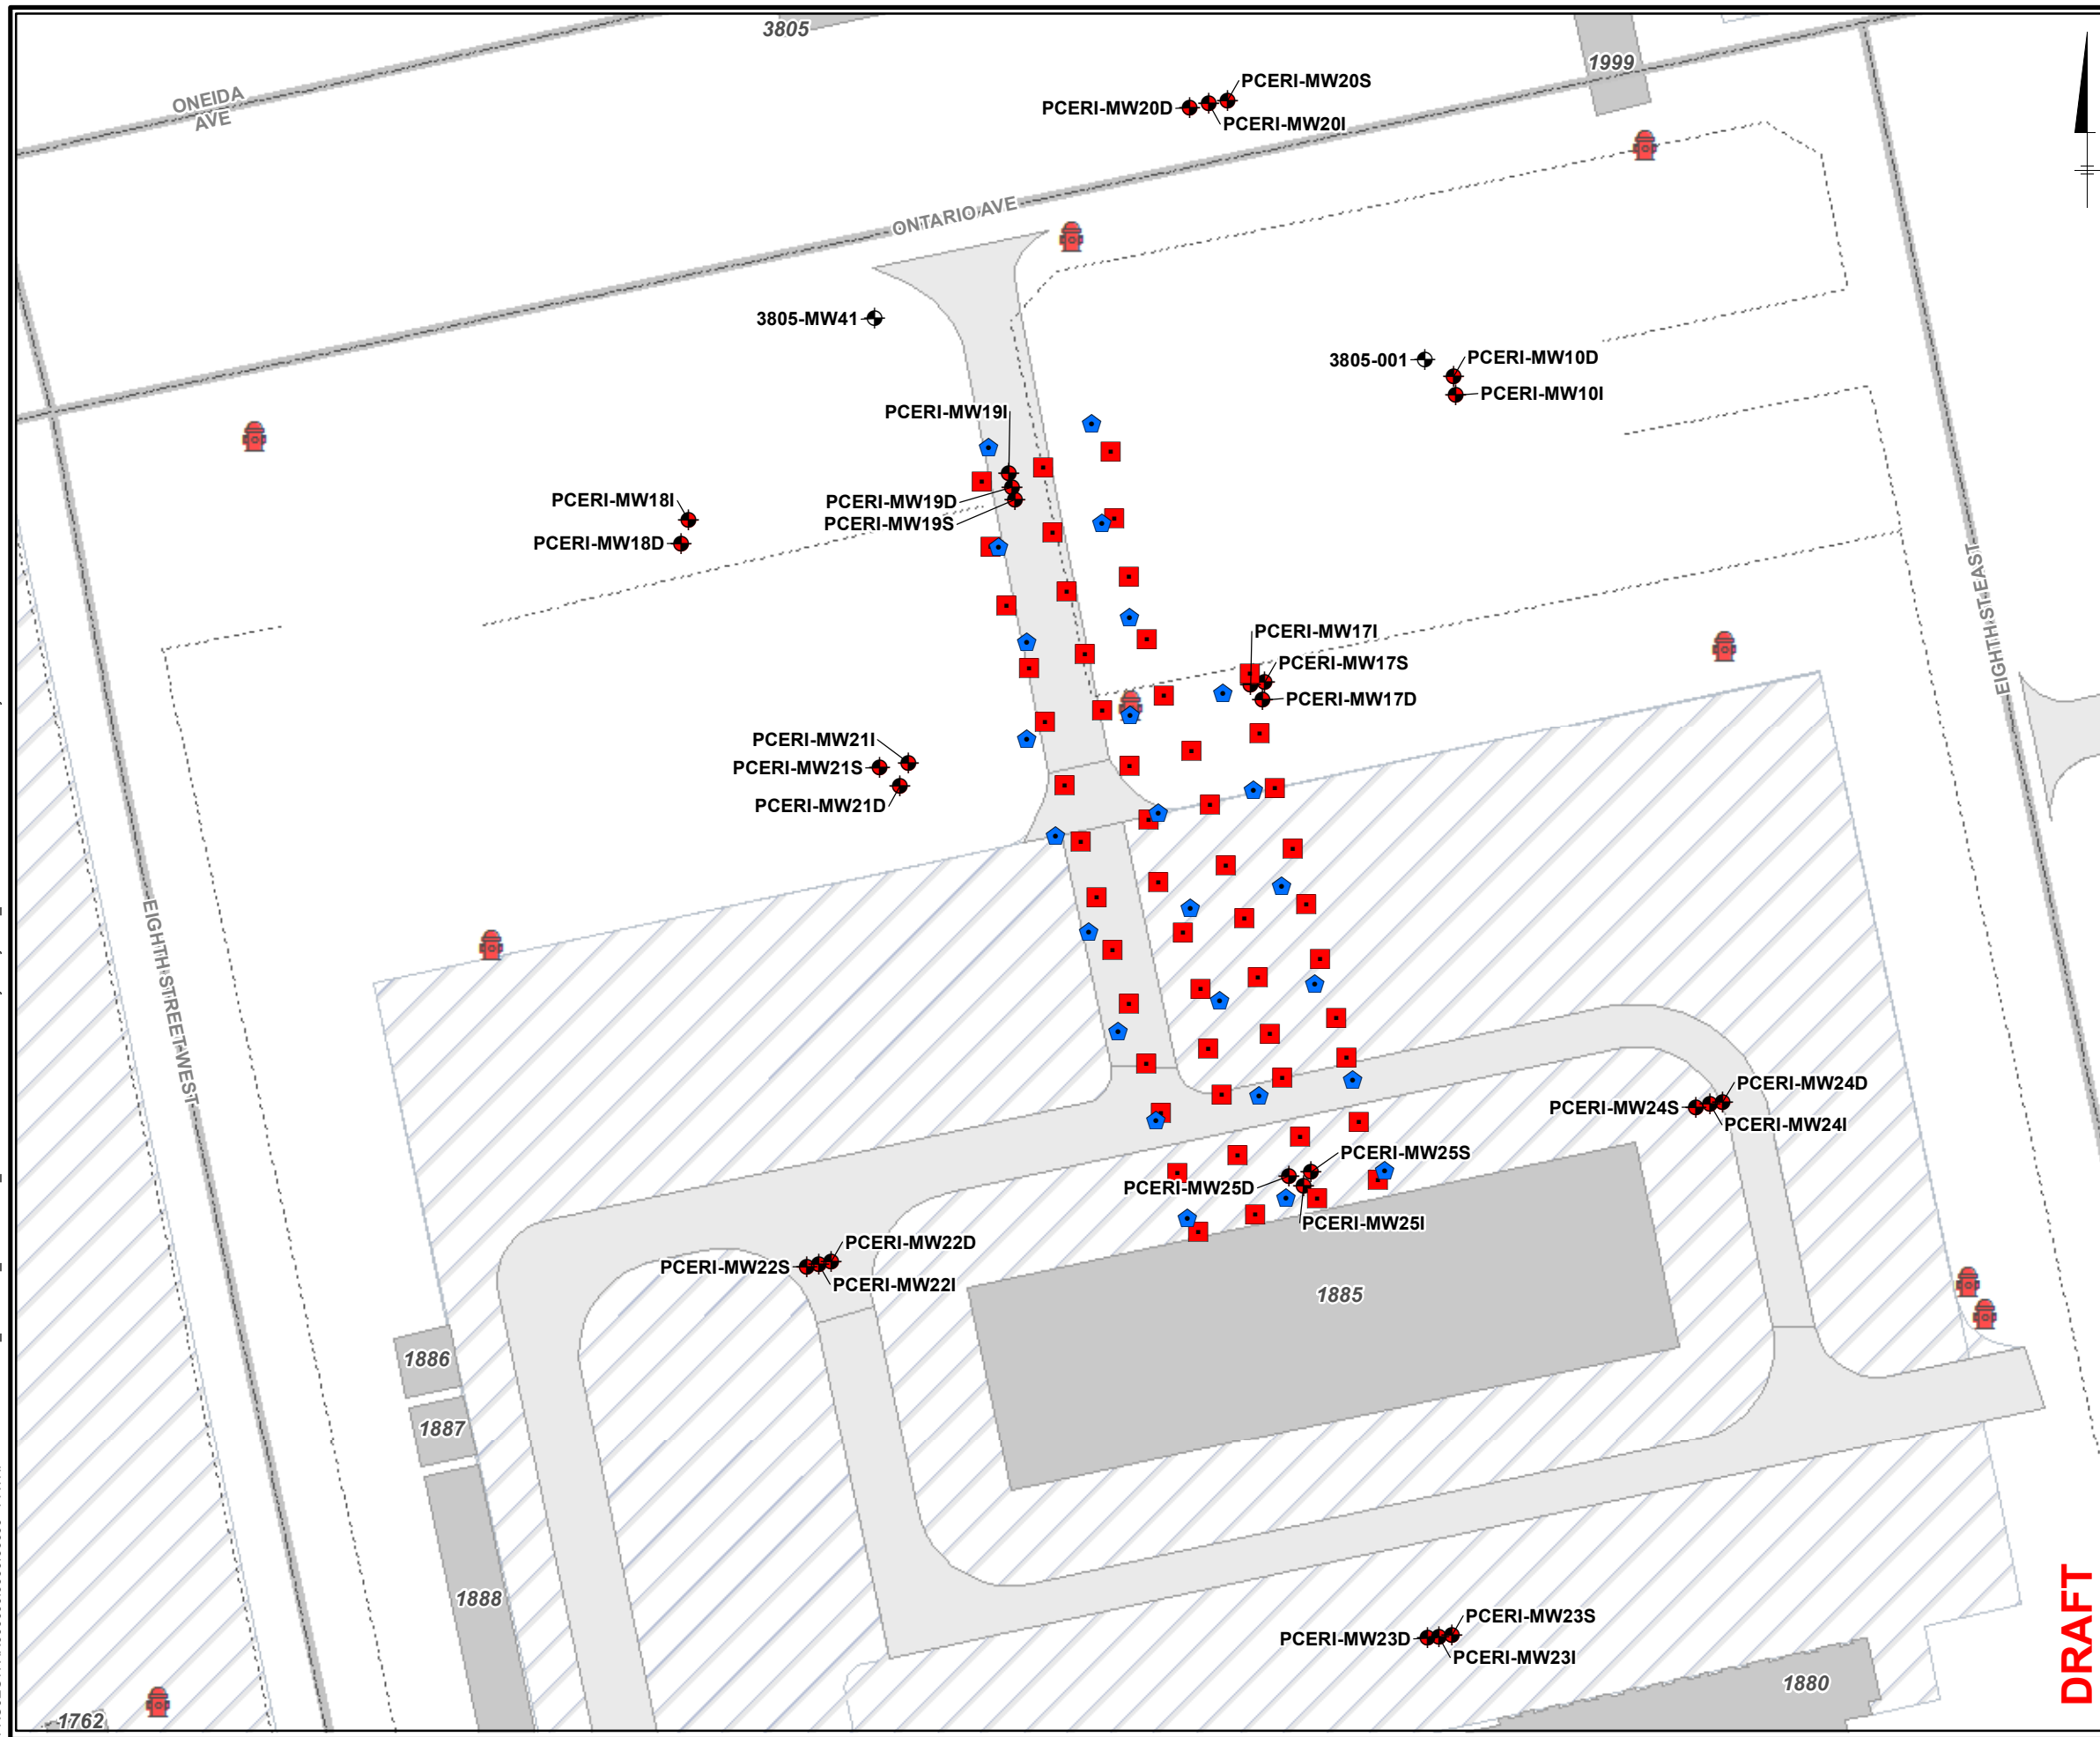 3805
1999
ONEIDA
AVE
PCERI-MW20S
PCERI-MW20D
PCERI-MW20I
ONTARIO AVE
3805-MW41
3805-001
PCERI-MW10D
PCERI-MW10I
PCERI-MW19I
PCERI-MW18I
PCERI-MW19D
PCERI-MW19S
PCERI-MW18D
EIGHTH ST EAST
PCERI-MW17I
PCERI-MW17S
PCERI-MW17D
PCERI-MW21I
PCERI-MW21S
PCERI-MW21D
EIGHTH STREET WEST
PCERI-MW24D
PCERI-MW24S
PCERI-MW24I
PCERI-MW25S
PCERI-MW25D
PCERI-MW25I
PCERI-MW22D
PCERI-MW22S
PCERI-MW22I
1885
1886
1887
1888
PCERI-MW23S
PCERI-MW23D
PCERI-MW23I
1880
1762
DRAFT